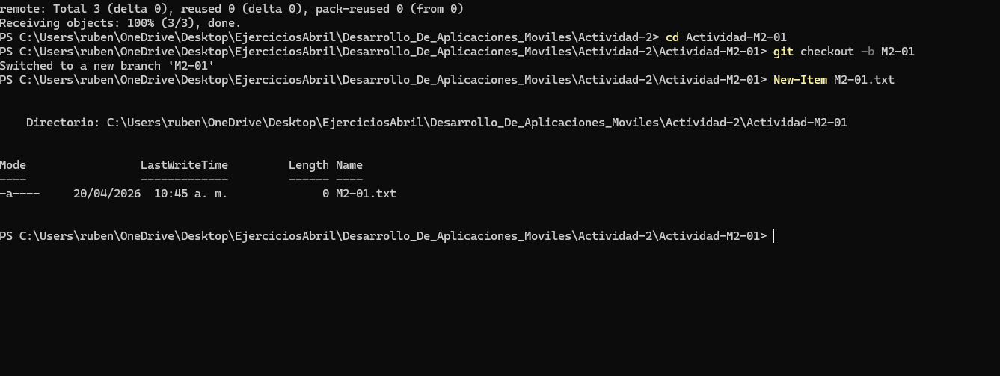 remote: Total 3 (delta 0), reused 0 (delta 0), pack-reused 0 (from 0)
Receiving objects: 100% (3/3), done.
PS C:\Users\ruben\OneDrive\Desktop\EjerciciosAbril\Desarrollo_De_Aplicaciones_Moviles\Actividad-2> cd Actividad-M2-01
PS C:\Users\ruben\OneDrive\Desktop\EjerciciosAbril\Desarrollo_De_Aplicaciones_Moviles\Actividad-2\Actividad-M2-01> git checkout -b M2-01
Switched to a new branch 'M2-01'
PS C:\Users\ruben\OneDrive\Desktop\EjerciciosAbril\Desarrollo_De_Aplicaciones_Moviles\Actividad-2\Actividad-M2-01> New-Item M2-01.txt
    Directorio: C:\Users\ruben\OneDrive\Desktop\EjerciciosAbril\Desarrollo_De_Aplicaciones_Moviles\Actividad-2\Actividad-M2-01
Mode                 LastWriteTime         Length Name
----                 -------------         ------ ----
-a----     20/04/2026  10:45 a. m.              0 M2-01.txt
PS C:\Users\ruben\OneDrive\Desktop\EjerciciosAbril\Desarrollo_De_Aplicaciones_Moviles\Actividad-2\Actividad-M2-01>